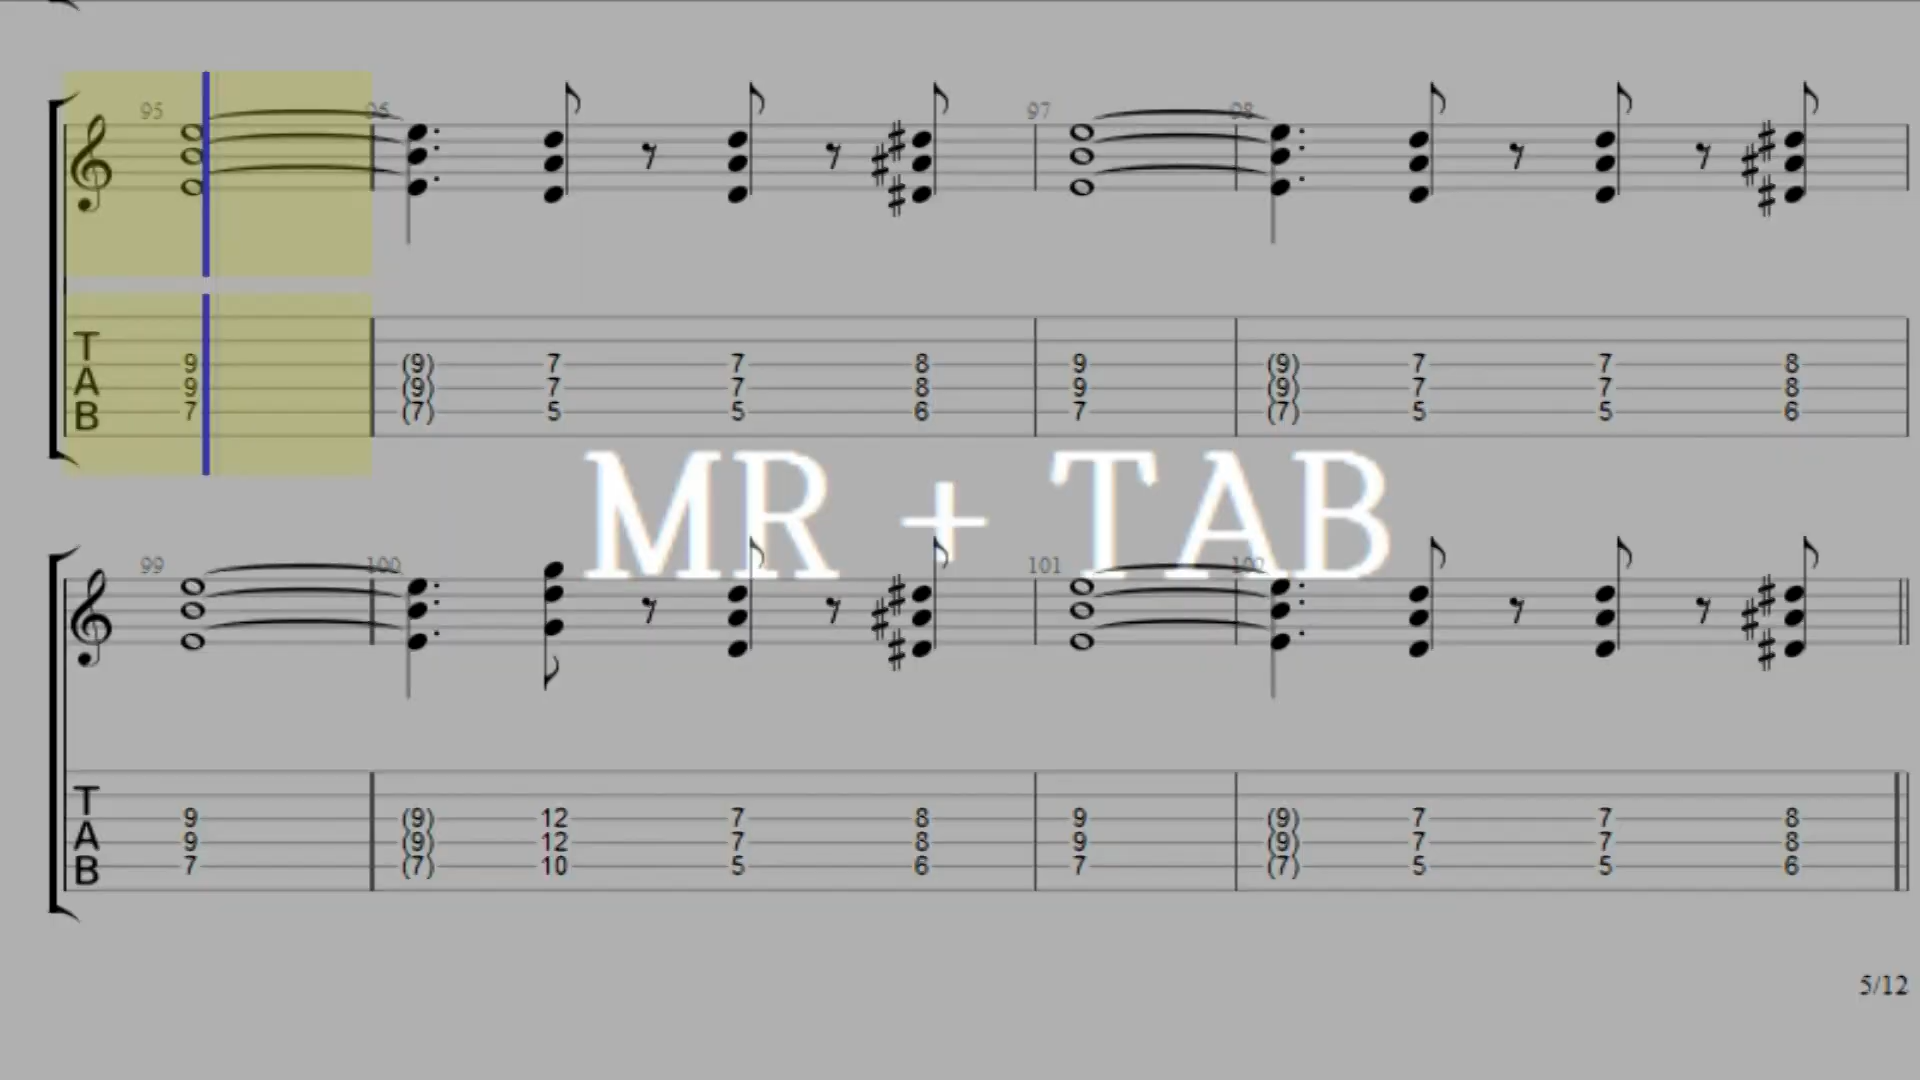 95 96 97 98
T
A
B
9 (9) 7 7 8 9 (9) 7 7 8
9 (9) 7 7 8 9 (9) 7 7 8
7 (7) 5 5 6 7 (7) 5 5 6
MR + TAB
99 100 101 102
T
A
B
9 (9) 12 7 8 9 (9) 7 7 8
9 (9) 12 7 8 9 (9) 7 7 8
7 (7) 10 5 6 7 (7) 5 5 6
5/12